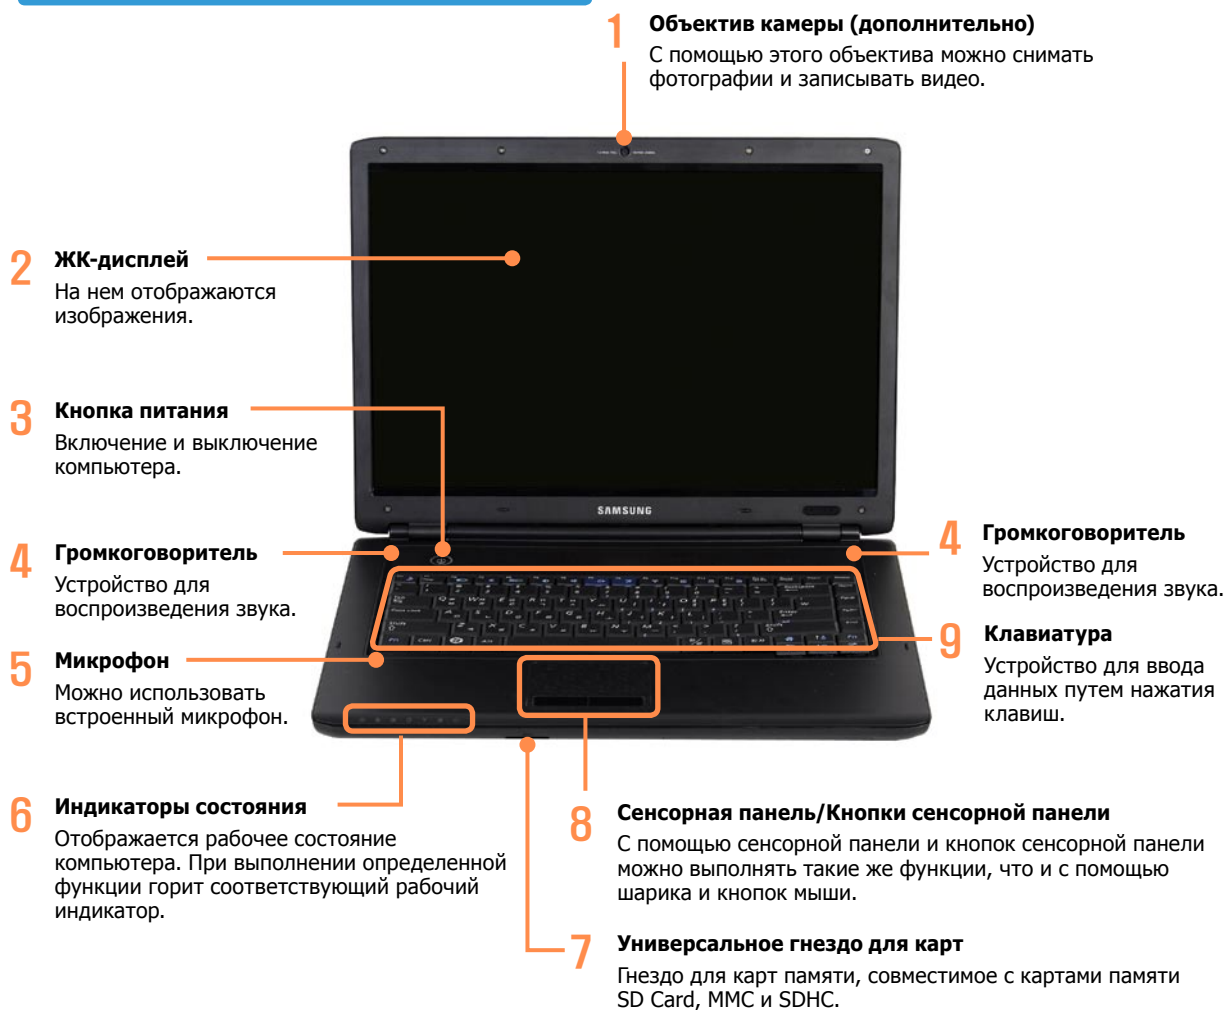 1
Объектив камеры (дополнительно)
С помощью этого объектива можно снимать
фотографии и записывать видео.
2
ЖК-дисплей
На нем отображаются
изображения.
3
Кнопка питания
Включение и выключение
компьютера.
SAMSUNG
4
Громкоговоритель
Устройство для
воспроизведения звука.
4
Громкоговоритель
Устройство для
воспроизведения звука.
5
Микрофон
Можно использовать
встроенный микрофон.
9
Клавиатура
Устройство для ввода
данных путем нажатия
клавиш.
6
Индикаторы состояния
Отображается рабочее состояние
компьютера. При выполнении определенной
функции горит соответствующий рабочий
индикатор.
8
Сенсорная панель/Кнопки сенсорной панели
С помощью сенсорной панели и кнопок сенсорной панели
можно выполнять такие же функции, что и с помощью
шарика и кнопок мыши.
7
Универсальное гнездо для карт
Гнездо для карт памяти, совместимое с картами памяти
SD Card, MMC и SDHC.